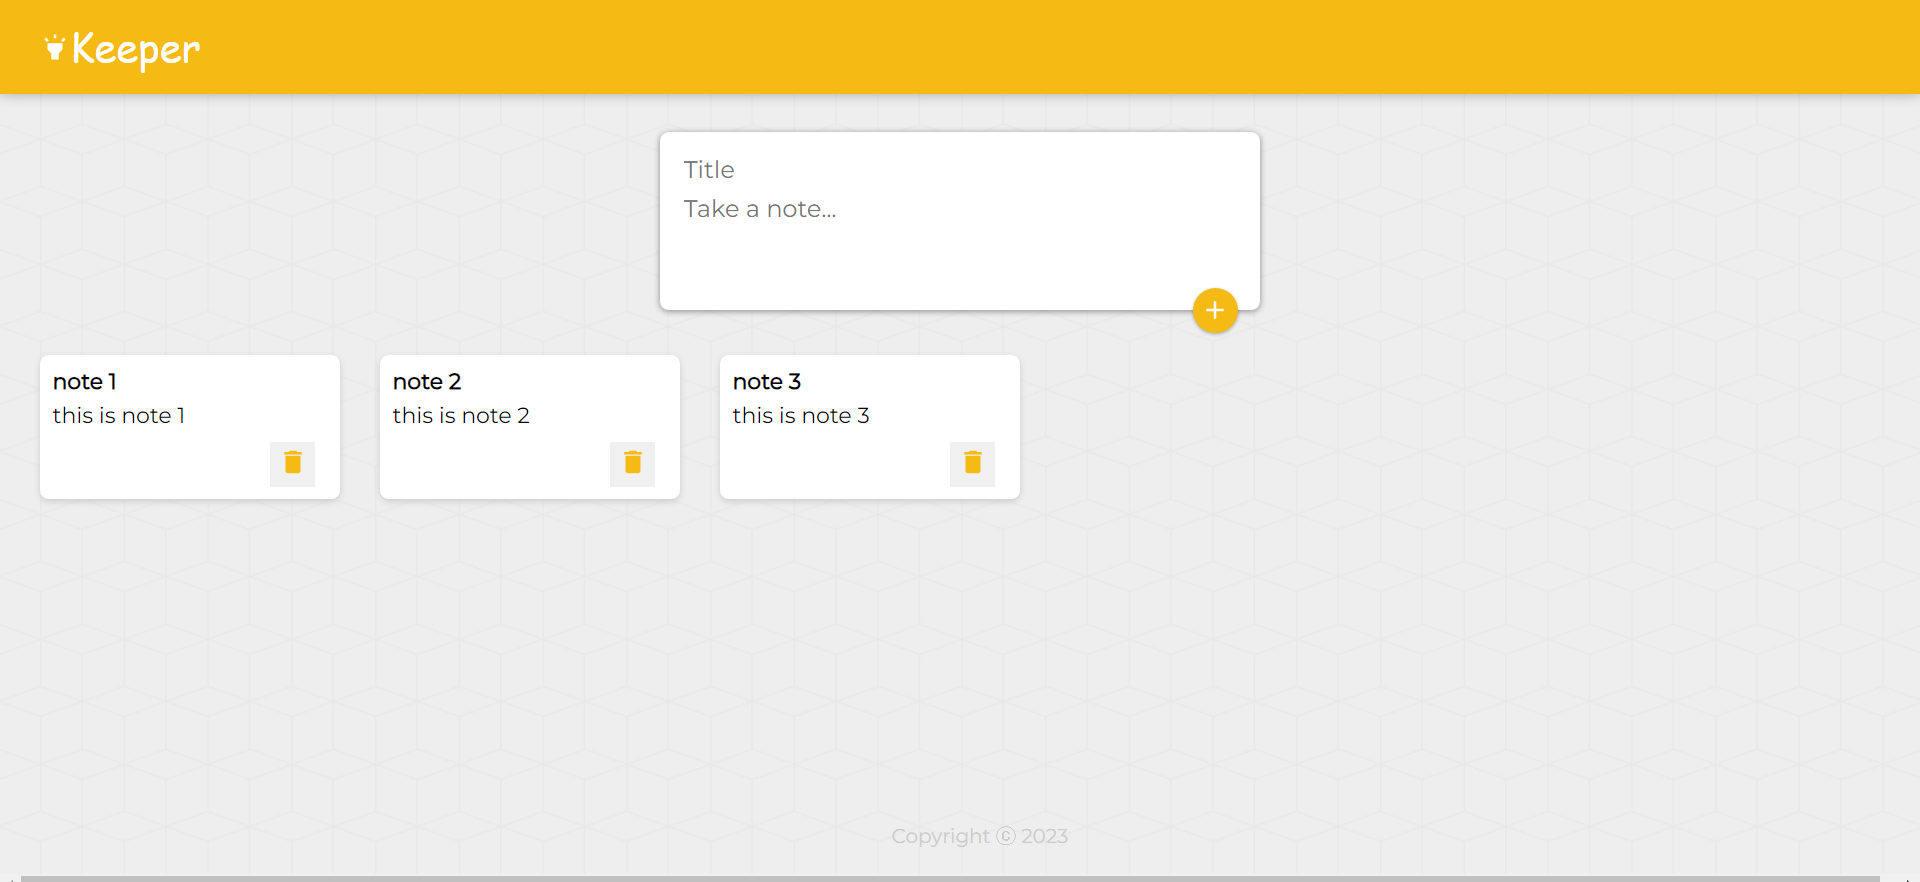 Keeper
Title
Take a note...
note 1
this is note 1
note 2
this is note 2
note 3
this is note 3
Copyright ⓒ 2023